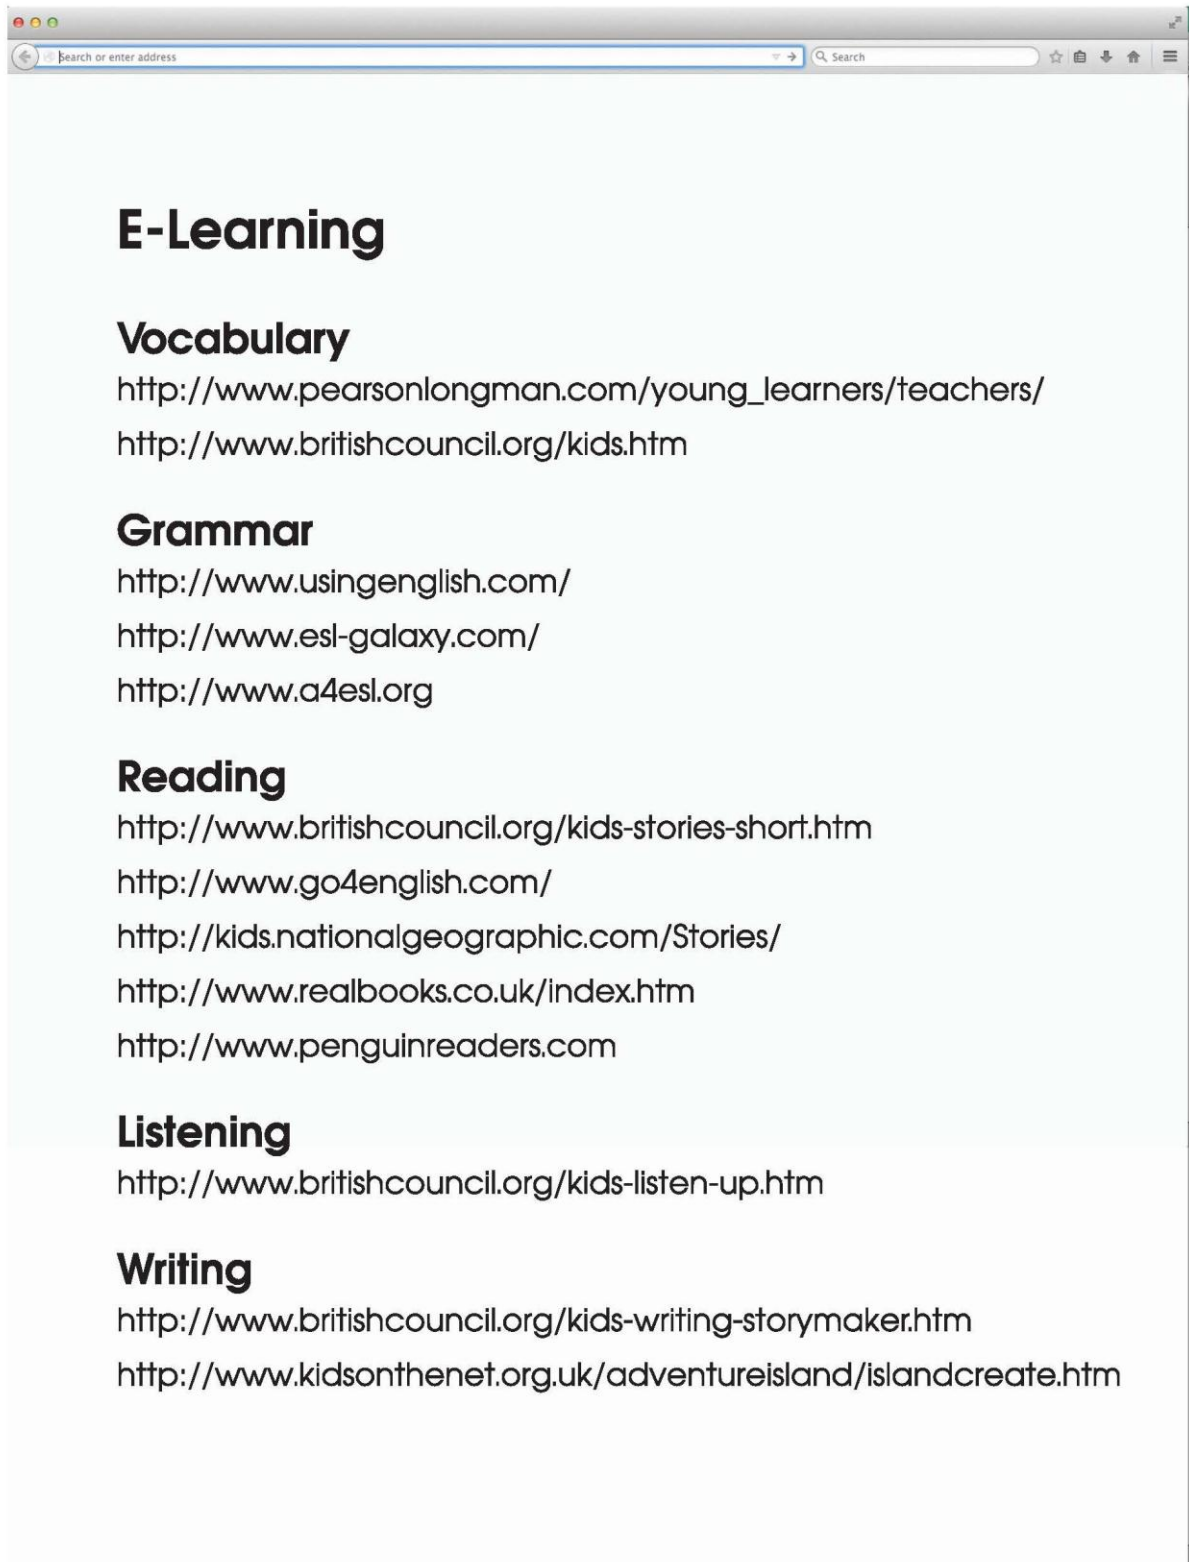 Search or enter address
Search
E-Learning
Vocabulary
http://www.pearsonlongman.com/young_learners/teachers/
http://www.britishcouncil.org/kids.htm
Grammar
http://www.usingenglish.com/
http://www.esl-galaxy.com/
http://www.a4esl.org
Reading
http://www.britishcouncil.org/kids-stories-short.htm
http://www.go4english.com/
http://kids.nationalgeographic.com/Stories/
http://www.realbooks.co.uk/index.htm
http://www.penguinreaders.com
Listening
http://www.britishcouncil.org/kids-listen-up.htm
Writing
http://www.britishcouncil.org/kids-writing-storymaker.htm
http://www.kidsonthenet.org.uk/adventureisland/islandcreate.htm